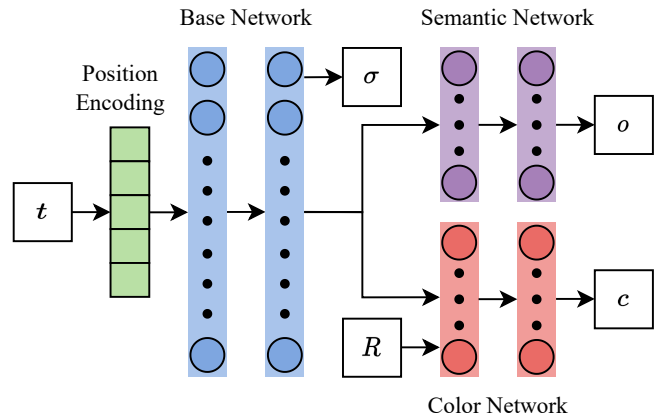 Base Network
Semantic Network
Position
Encoding
σ
o
t
c
R
Color Network